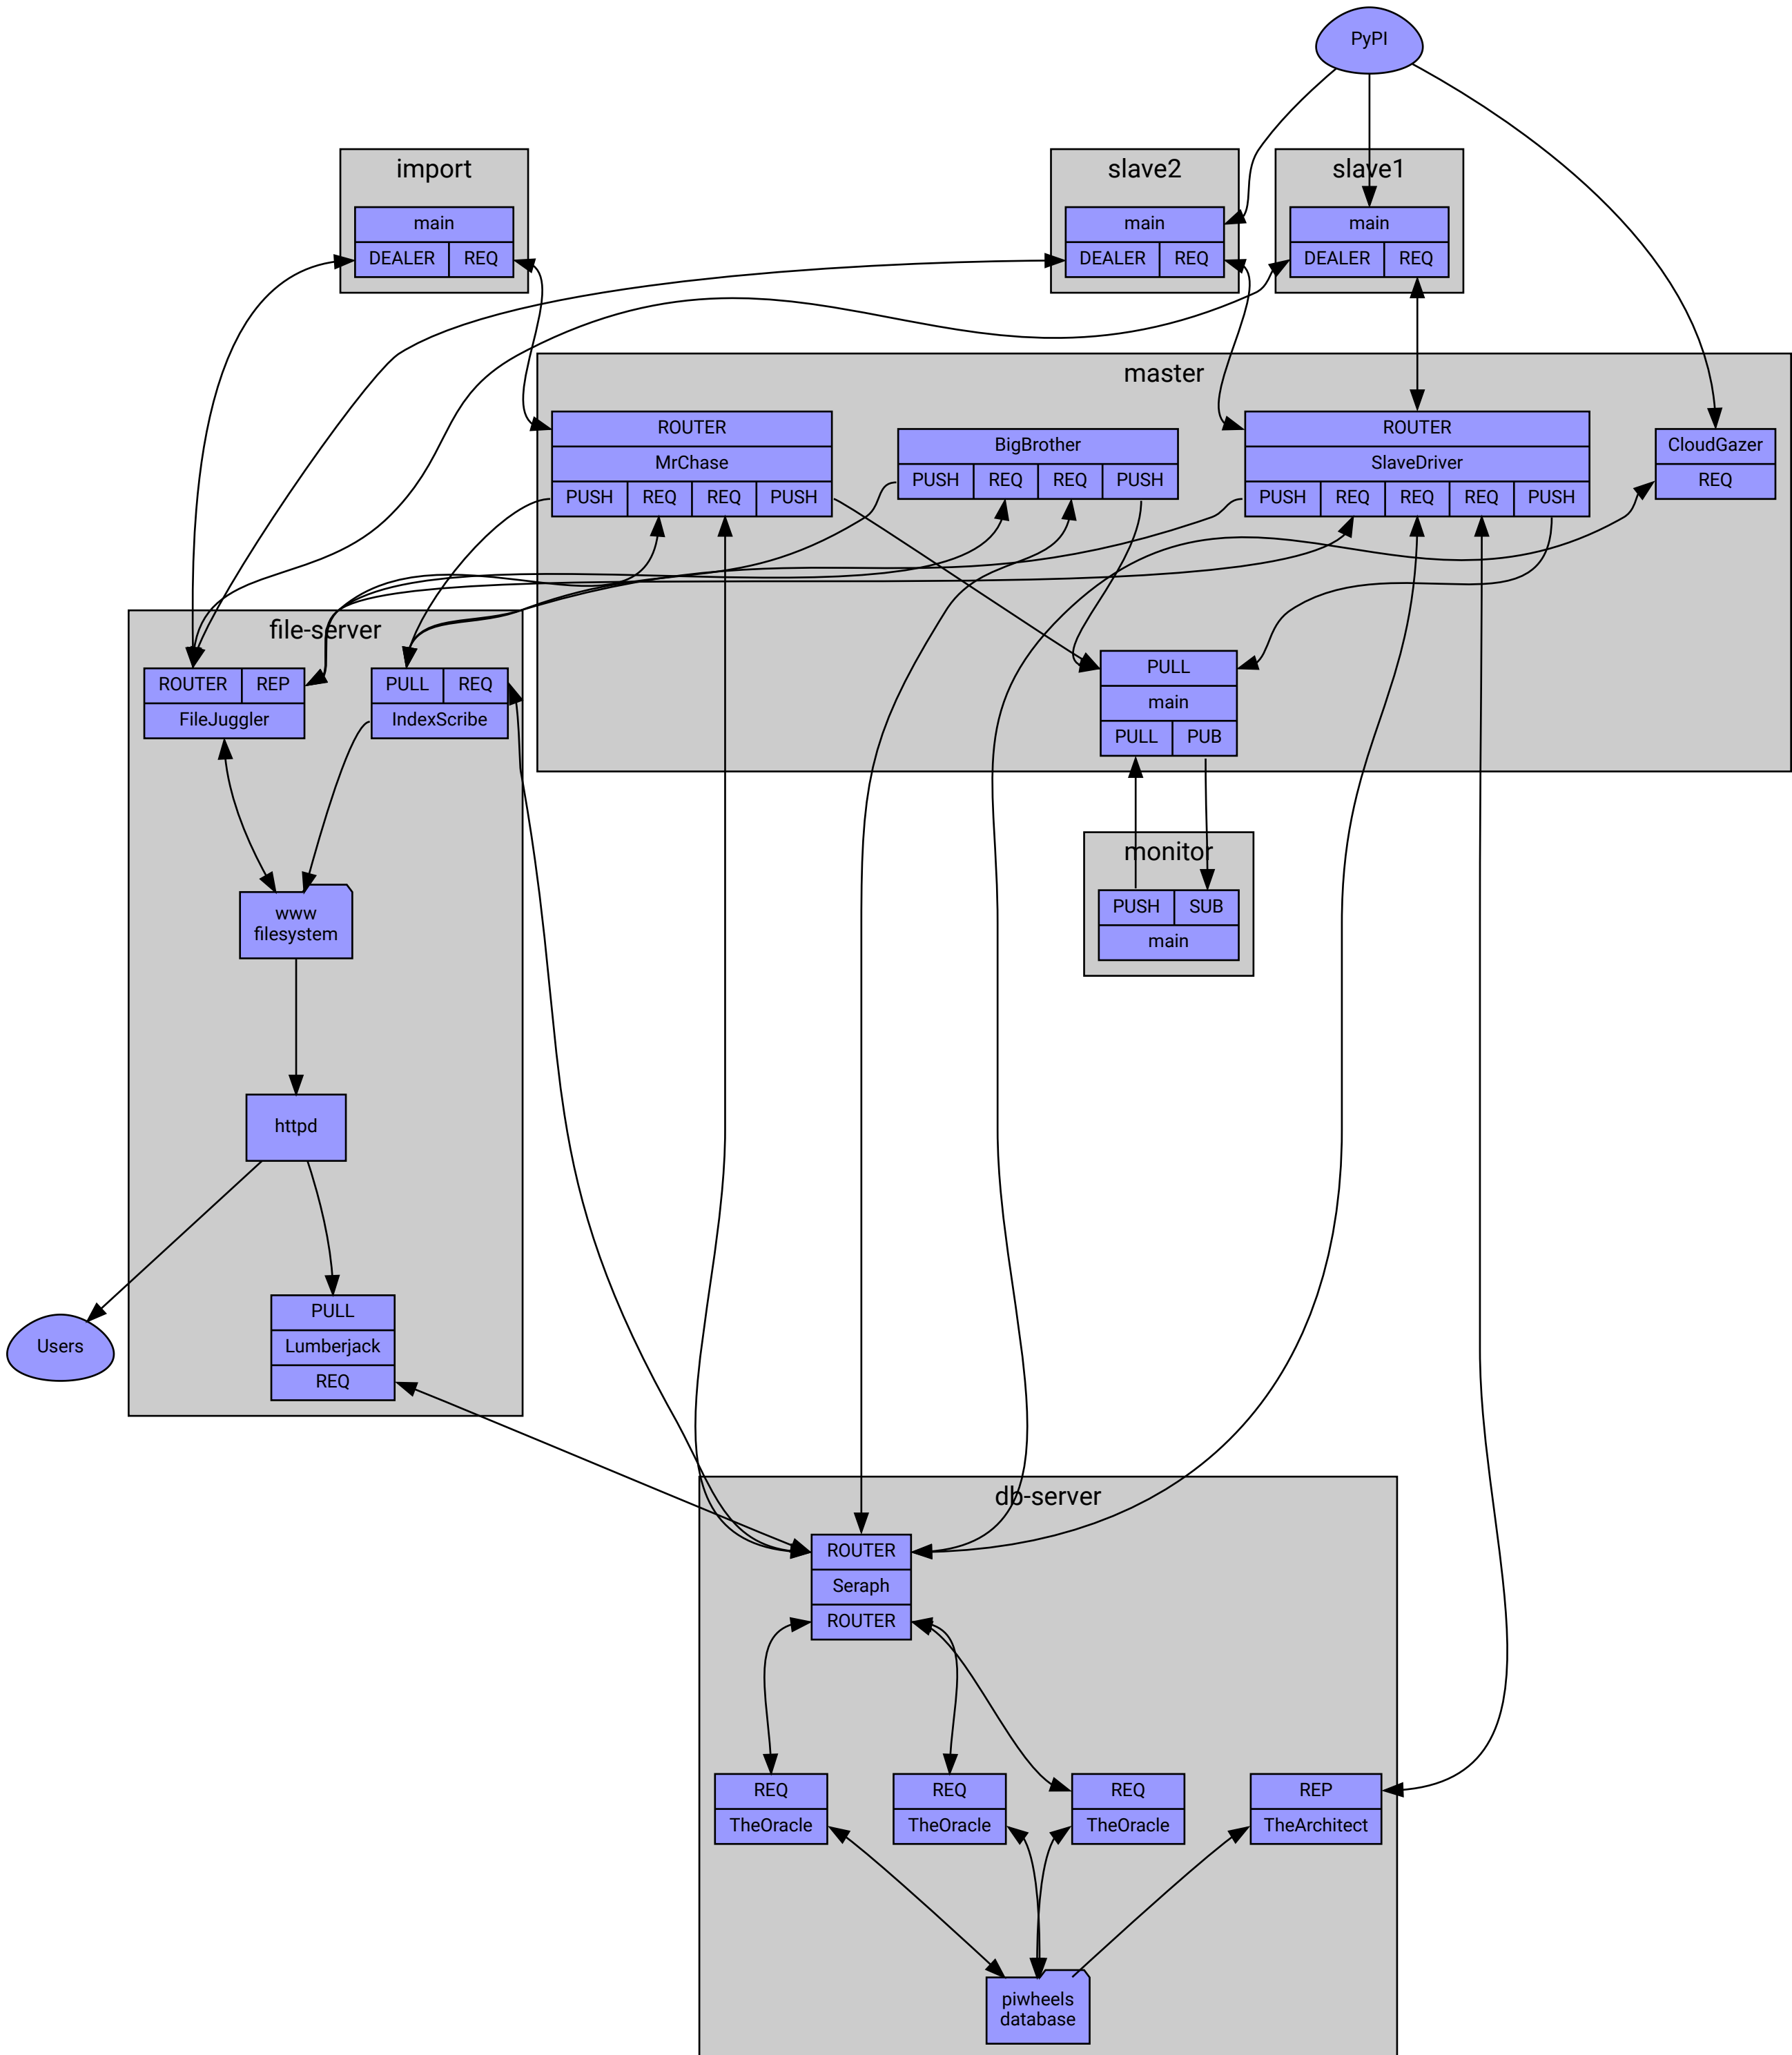 PyPI
import
slave2
slave1
main
DEALER REQ
main
DEALER REQ
main
DEALER REQ
master
ROUTER
MrChase
PUSH REQ REQ PUSH
BigBrother
PUSH REQ REQ PUSH
ROUTER
SlaveDriver
PUSH REQ REQ REQ PUSH
CloudGazer
REQ
file-server
ROUTER REP
FileJuggler
PULL REQ
IndexScribe
PULL
main
PULL PUB
monitor
PUSH SUB
main
www
filesystem
httpd
Users
PULL
Lumberjack
REQ
db-server
ROUTER
Seraph
ROUTER
REQ
TheOracle
REQ
TheOracle
REQ
TheOracle
REP
TheArchitect
piwheels
database